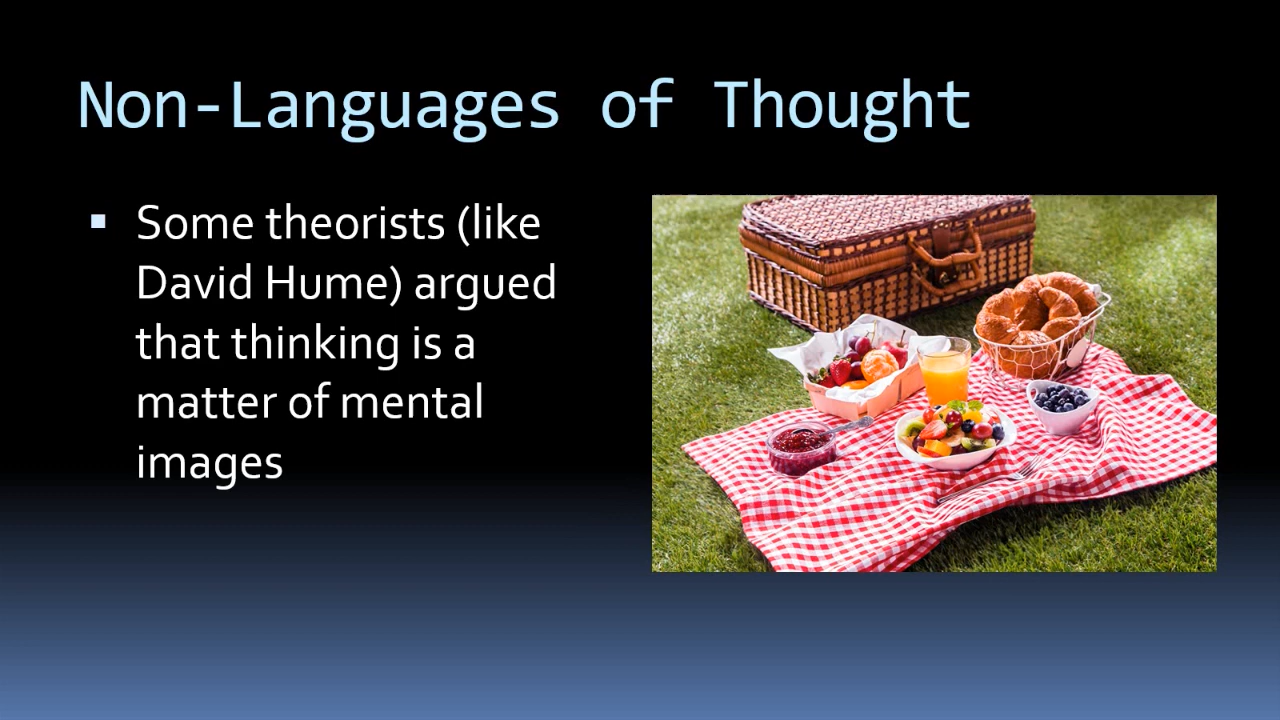 Non-Languages of Thought
Some theorists (like
David Hume) argued
that thinking is a
matter of mental
images